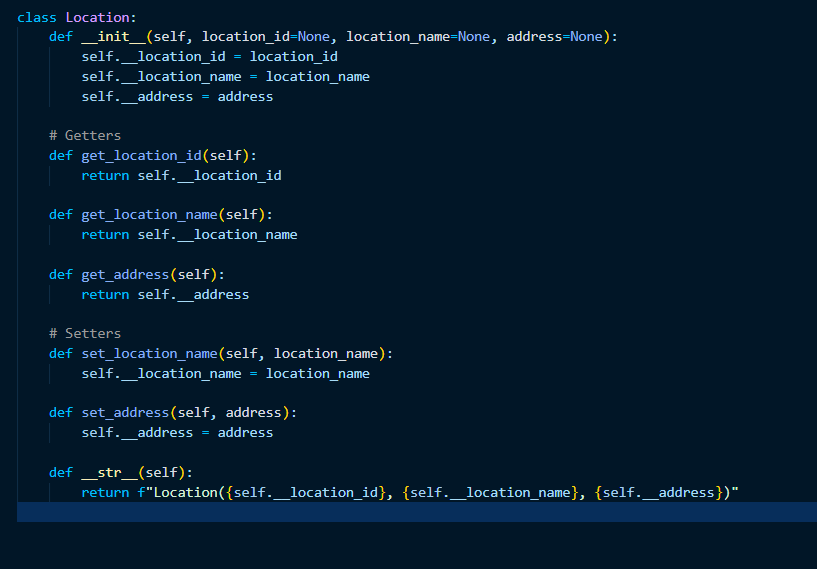 class Location:
    def __init__(self, location_id=None, location_name=None, address=None):
        self.__location_id = location_id
        self.__location_name = location_name
        self.__address = address

    # Getters
    def get_location_id(self):
        return self.__location_id

    def get_location_name(self):
        return self.__location_name

    def get_address(self):
        return self.__address

    # Setters
    def set_location_name(self, location_name):
        self.__location_name = location_name

    def set_address(self, address):
        self.__address = address

    def __str__(self):
        return f"Location({self.__location_id}, {self.__location_name}, {self.__address})"